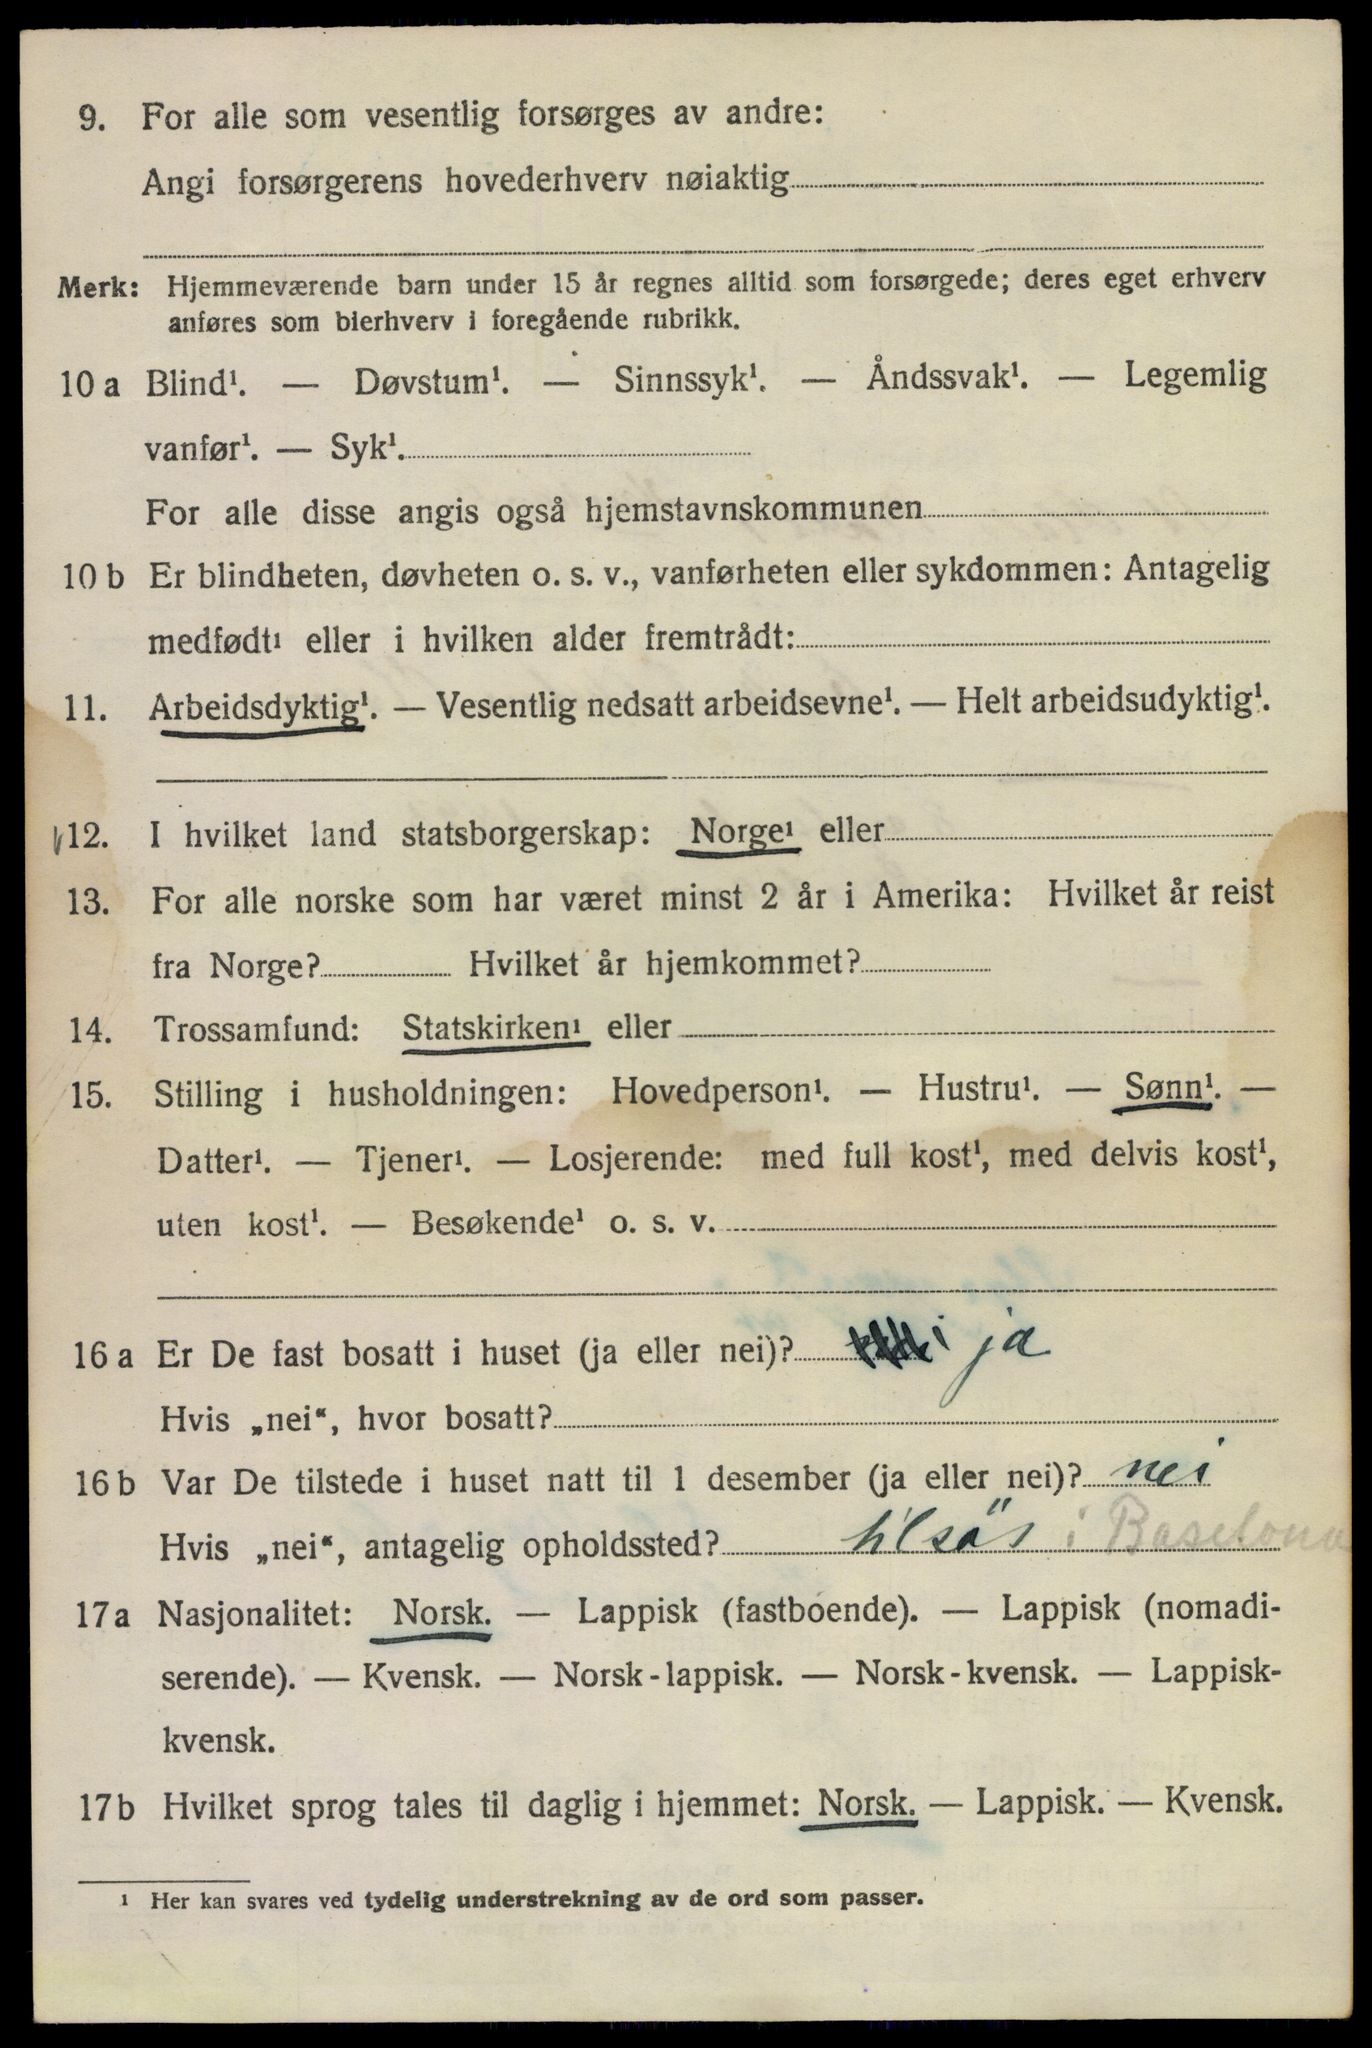 9. For alle som vesentlig forsørges av andre:
Angi forsørgerens hovederhverv nøiaktig
Merk: Hjemmeværende barn under 15 år regnes alltid som forsørgede; deres eget erhverv
anføres som bierhverv i foregående rubrikk.
10 a Blind¹. — Døvstum¹. — Sinnssyk¹. — Åndssvak¹. — Legemlig
vanfør¹. — Syk¹.
For alle disse angis også hjemstavnskommunen
10 b Er blindheten, døvheten o. s. v., vanførheten eller sykdommen: Antagelig
medfødt¹ eller i hvilken alder fremtrådt:
11. Arbeidsdyktig¹. — Vesentlig nedsatt arbeidsevne¹. — Helt arbeidsudyktig¹.
12. I hvilket land statsborgerskap: Norge¹ eller
13. For alle norske som har været minst 2 år i Amerika: Hvilket år reist
fra Norge? Hvilket år hjemkommet?
14. Trossamfund: Statskirken¹ eller
15. Stilling i husholdningen: Hovedperson¹. — Hustru¹. — Sønn¹. —
Datter¹. — Tjener¹. — Losjerende: med full kost¹, med delvis kost¹,
uten kost¹. — Besøkende¹ o. s. v.
16 a Er De fast bosatt i huset (ja eller nei)? ja
Hvis „nei“, hvor bosatt?
16 b Var De tilstede i huset natt til 1 desember (ja eller nei)? nei
Hvis „nei“, antagelig opholdssted? tilsös i Baselona
17 a Nasjonalitet: Norsk. — Lappisk (fastboende). — Lappisk (nomadi-
serende). — Kvensk. — Norsk-lappisk. — Norsk-kvensk. — Lappisk-
kvensk.
17 b Hvilket sprog tales til daglig i hjemmet: Norsk. — Lappisk. — Kvensk.
¹ Her kan svares ved tydelig understrekning av de ord som passer.